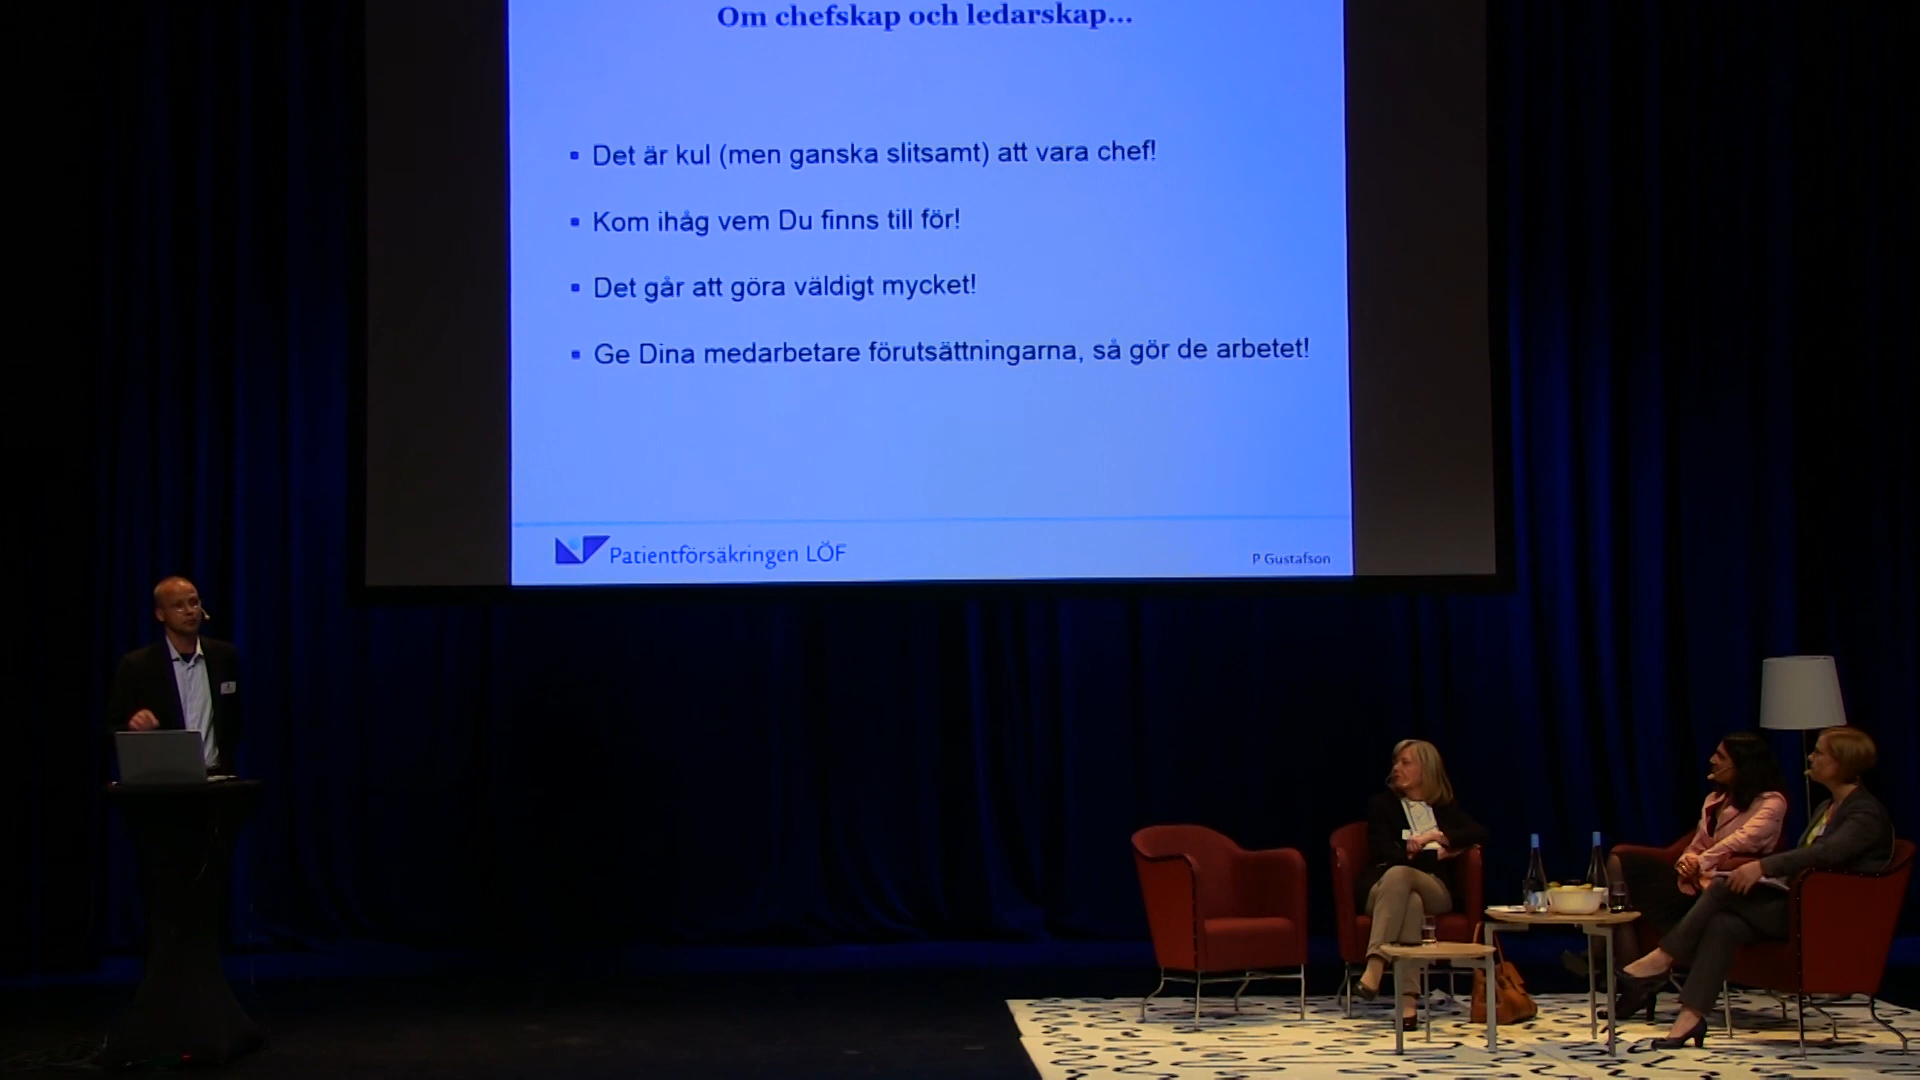 Om chefskap och ledarskap...
Det är kul (men ganska slitsamt) att vara chef!
Kom ihåg vem Du finns till för!
Det går att göra väldigt mycket!
Ge Dina medarbetare förutsättningarna, så gör de arbetet!
Patientförsäkringen LÖF
P Gustafson